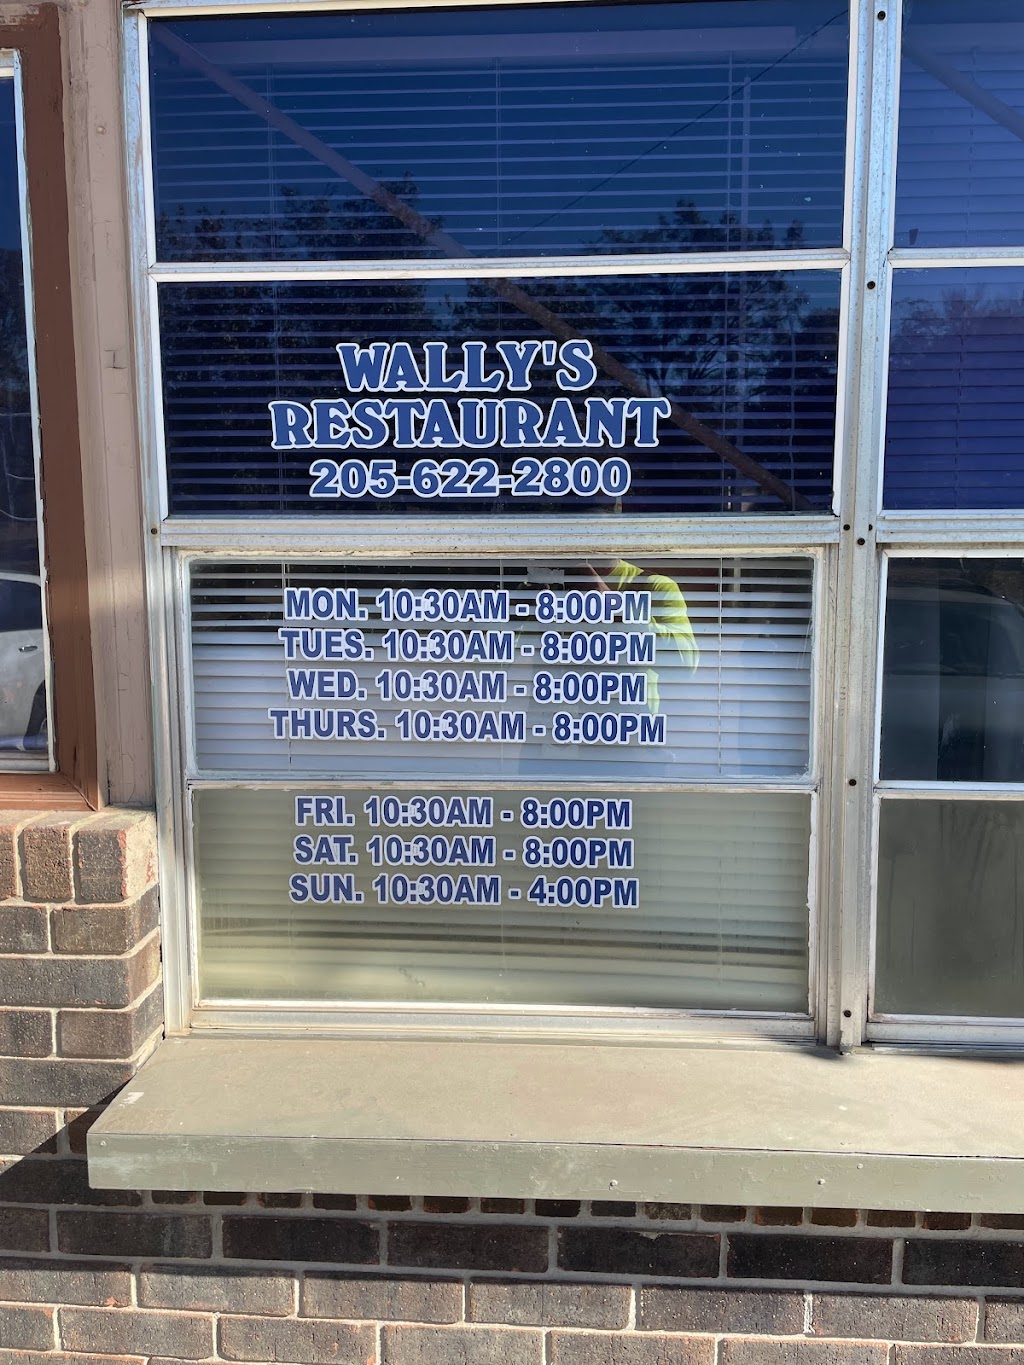 WALLY'S
RESTAURANT
205-622-2800
MON. 10:30AM - 8:00PM
TUES. 10:30AM - 8:00PM
WED. 10:30AM - 8:00PM
THURS. 10:30AM - 8:00PM
FRI. 10:30AM - 8:00PM
SAT. 10:30AM - 8:00PM
SUN. 10:30AM - 4:00PM